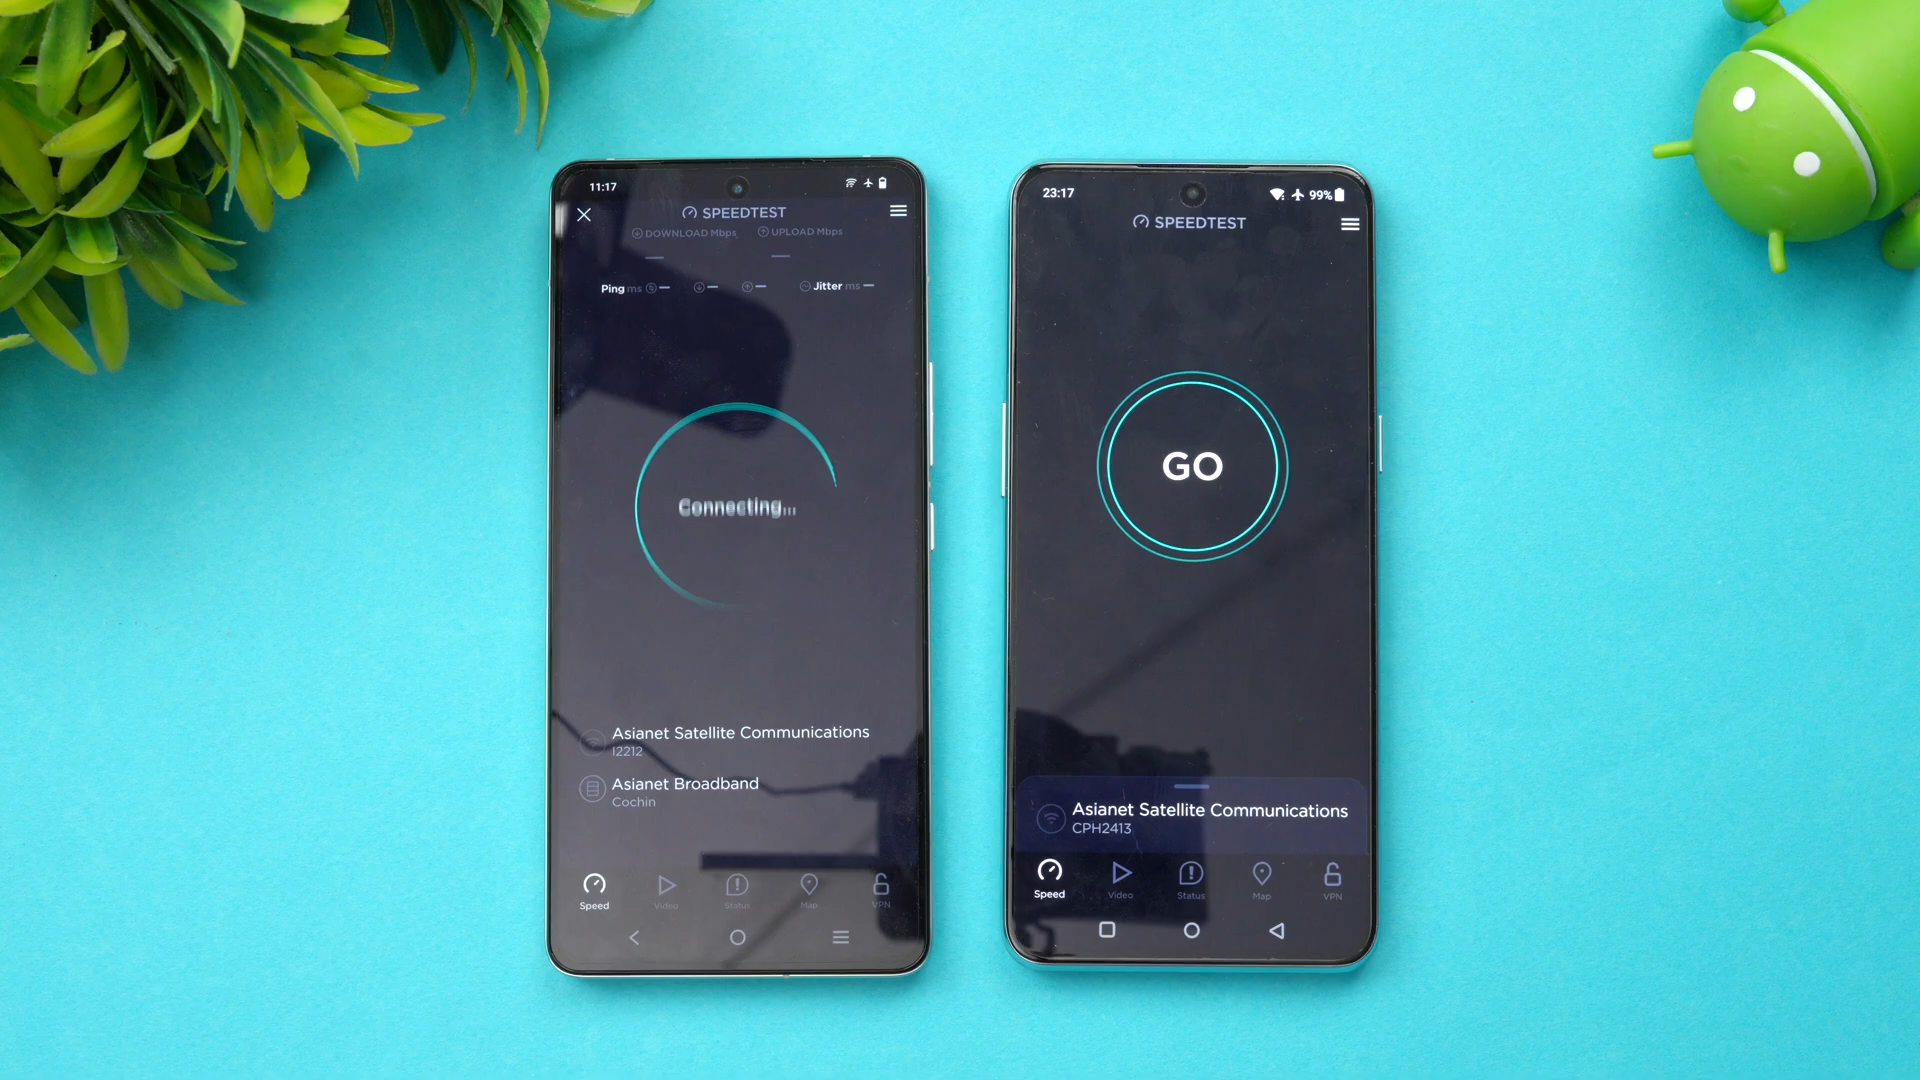 11:17
SPEEDTEST
DOWNLOAD Mbps UPLOAD Mbps
Ping ms Jitter ms
Connecting...
Asianet Satellite Communications
I2212
Asianet Broadband
Cochin
Speed Video Status Map VPN
23:17 99%
SPEEDTEST
GO
Asianet Satellite Communications
CPH2413
Speed Video Status Map VPN